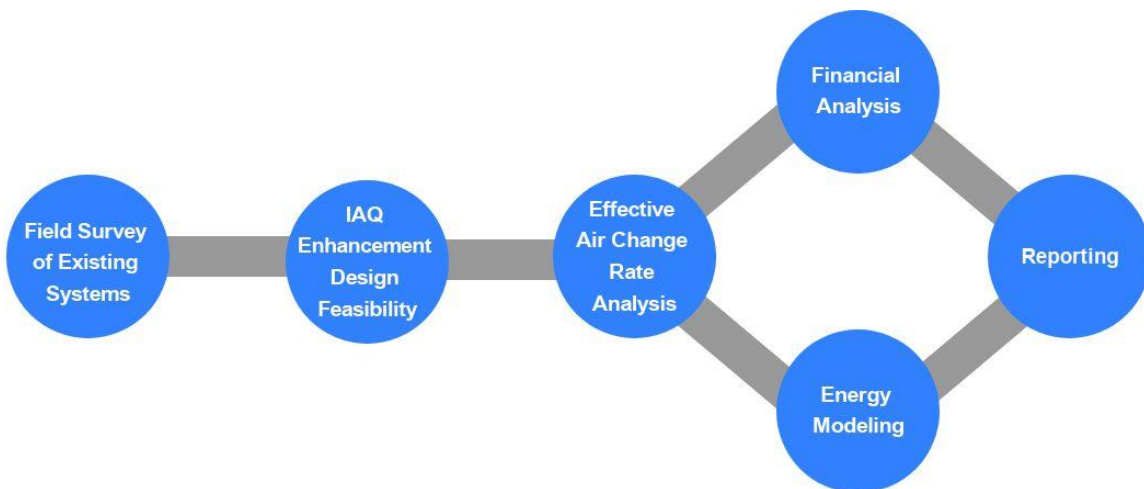 Field Survey
of Existing
Systems
IAQ
Enhancement
Design
Feasibility
Effective
Air Change
Rate
Analysis
Financial
Analysis
Energy
Modeling
Reporting